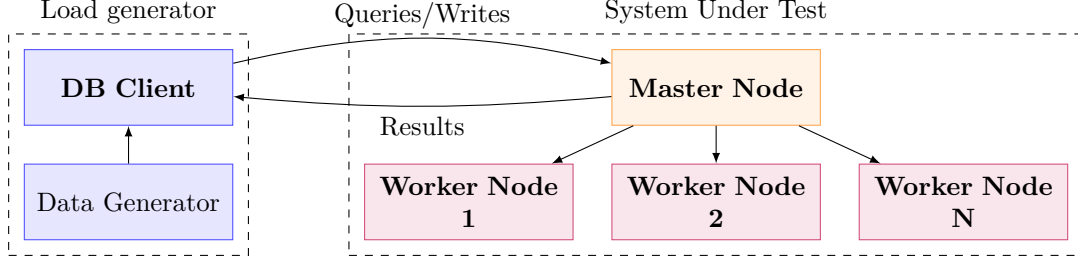 Load generator
Queries/Writes
System Under Test
DB Client
Master Node
Results
Data Generator
Worker Node
1
Worker Node
2
Worker Node
N